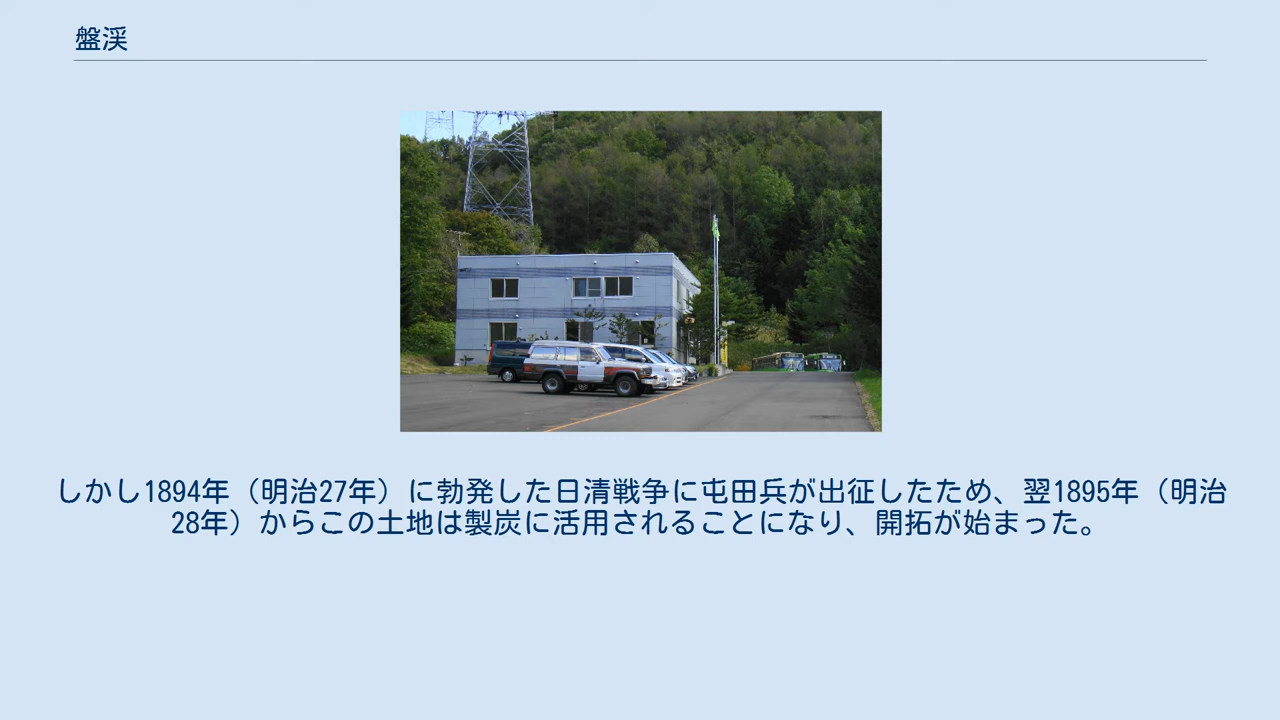 盤渓
しかし1894年（明治27年）に勃発した日清戦争に屯田兵が出征したため、翌1895年（明治
28年）からこの土地は製炭に活用されることになり、開拓が始まった。